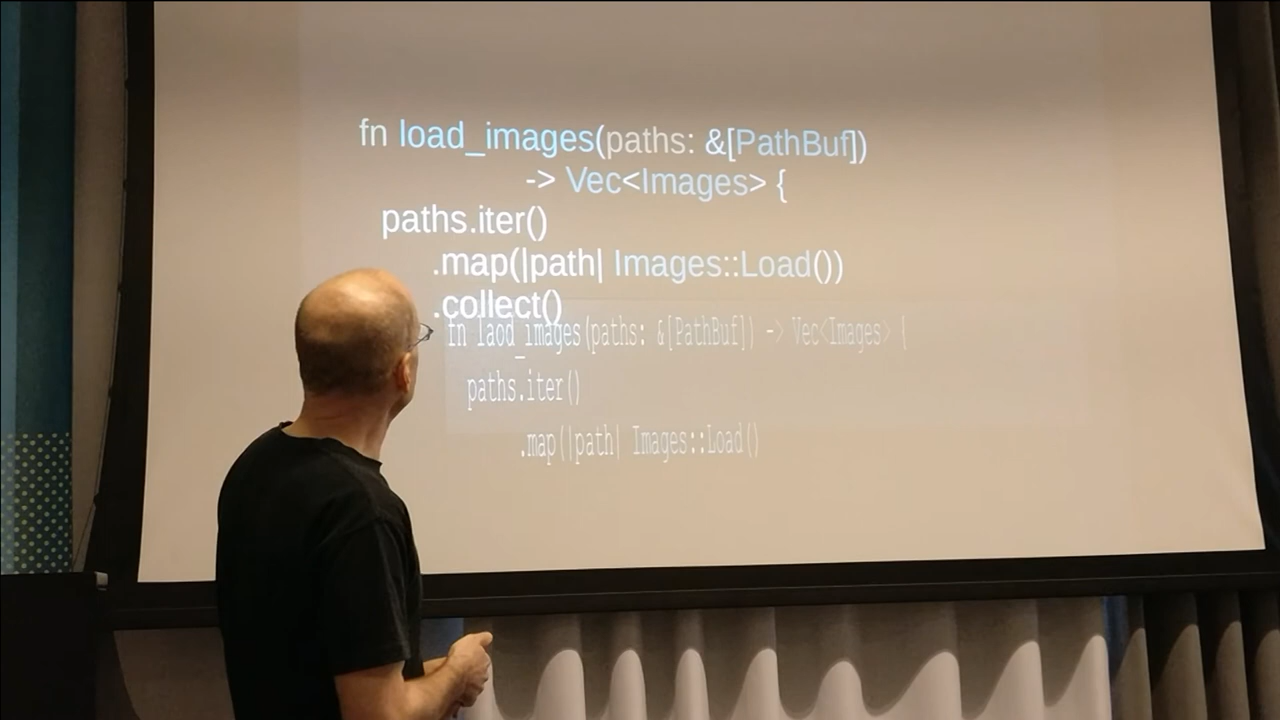 fn load_images(paths: &[PathBuf])
-> Vec<Images> {
paths.iter()
.map(|path| Images::Load())
.collect()
fn laod_images(paths: &[PathBuf]) -> Vec<Images> {
paths.iter()
.map(|path| Images::Load()